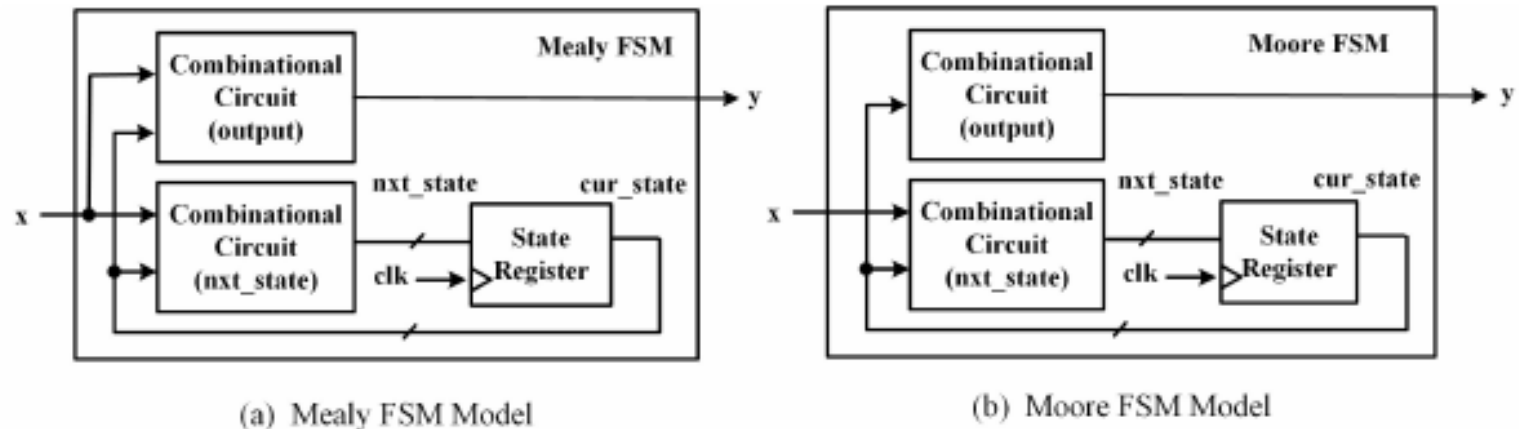 Mealy FSM
Combinational
Circuit
(output)
y
nxt_state
cur_state
x
Combinational
Circuit
(nxt_state)
State
Register
clk
(a) Mealy FSM Model
Moore FSM
Combinational
Circuit
(output)
y
nxt_state
cur_state
x
Combinational
Circuit
(nxt_state)
State
Register
clk
(b) Moore FSM Model